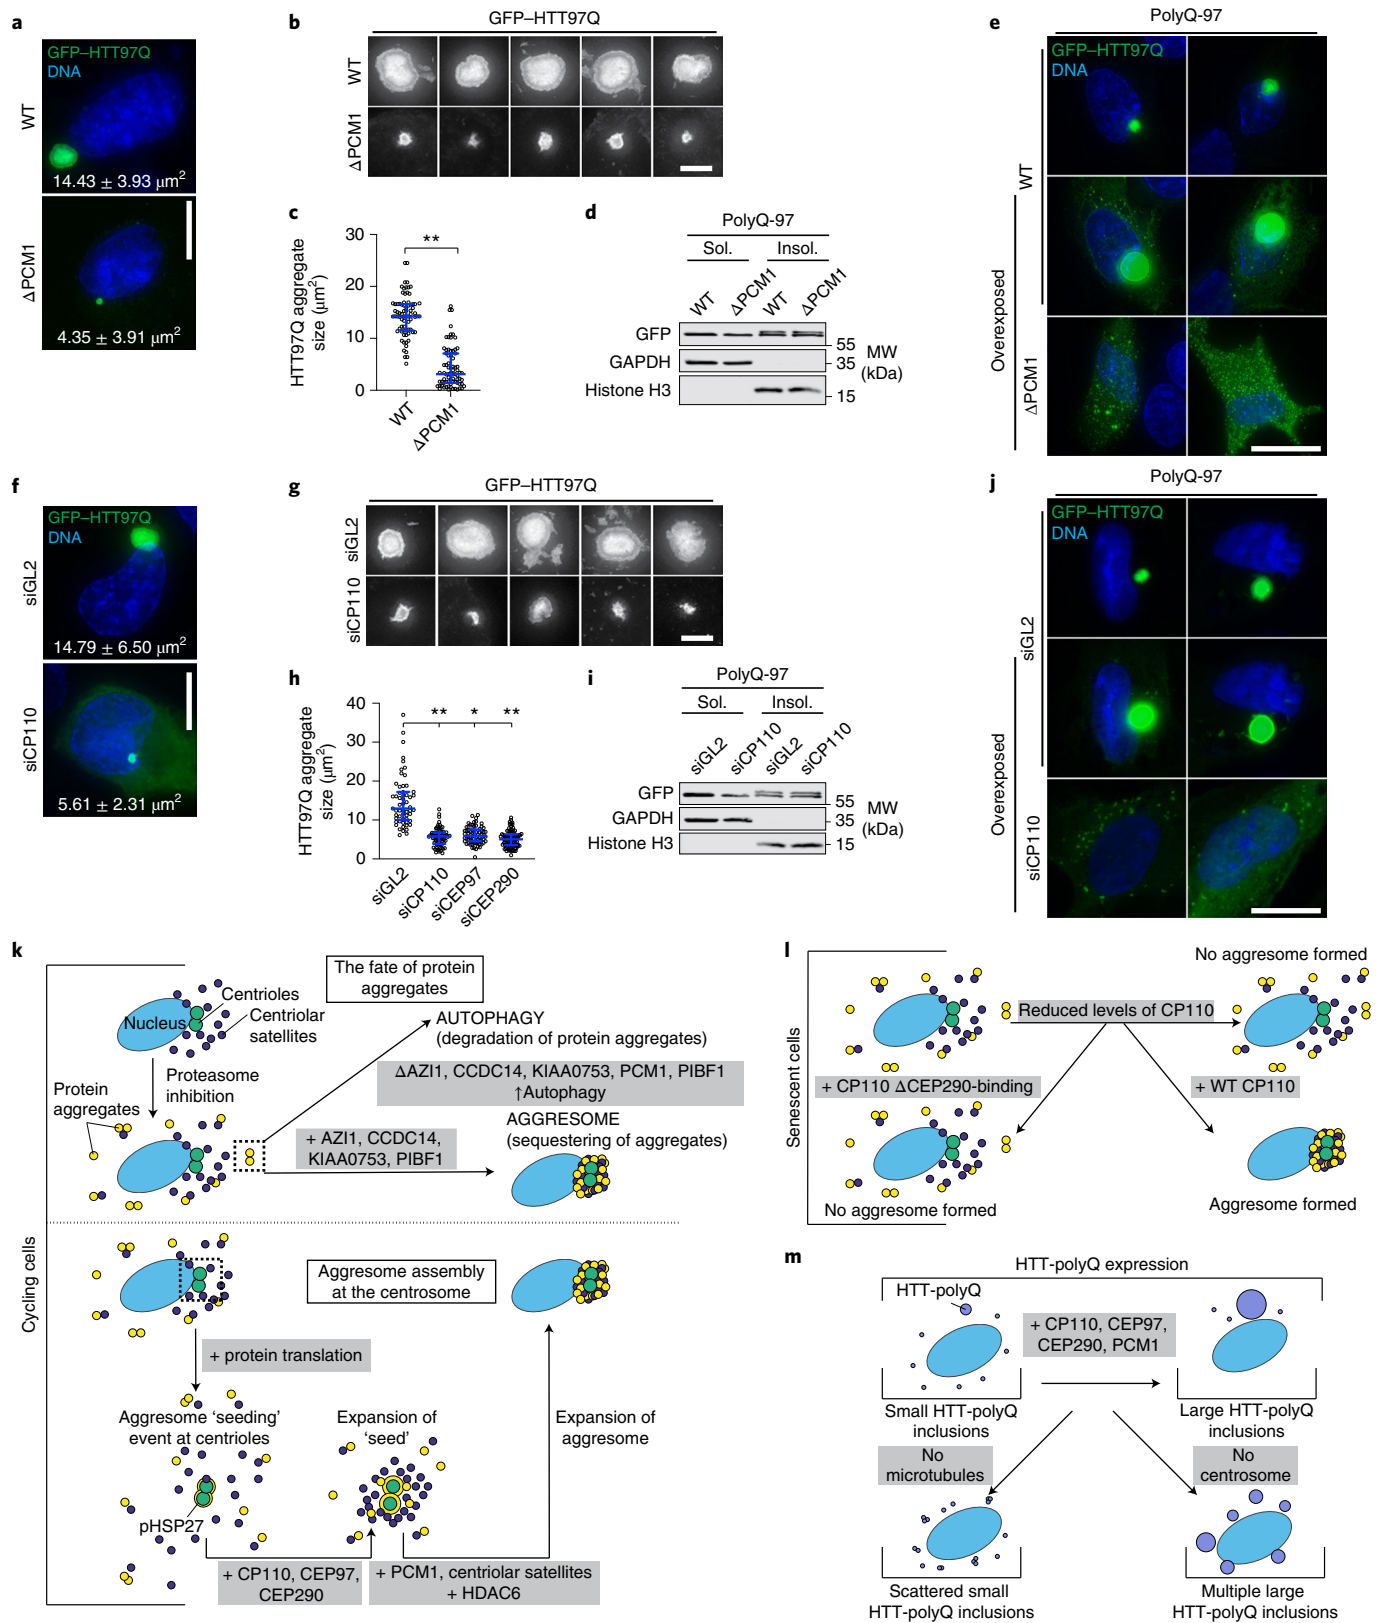 a
GFP–HTT97Q
DNA
WT
14.43 ± 3.93 μm2
ΔPCM1
4.35 ± 3.91 μm2
b
GFP–HTT97Q
WT
ΔPCM1
c
HTT97Q aggregate
size (μm2)
30
20
10
0
**
WT
ΔPCM1
d
PolyQ-97
Sol.
Insol.
WT
ΔPCM1
WT
ΔPCM1
GFP
GAPDH
Histone H3
55
35
15
MW
(kDa)
e
PolyQ-97
GFP–HTT97Q
DNA
WT
Overexposed
ΔPCM1
f
GFP–HTT97Q
DNA
siGL2
14.79 ± 6.50 μm2
siCP110
5.61 ± 2.31 μm2
g
GFP–HTT97Q
siGL2
siCP110
h
HTT97Q aggregate
size (μm2)
40
30
20
10
0
**
*
**
siGL2
siCP110
siCEP97
siCEP290
i
PolyQ-97
Sol.
Insol.
siGL2
siCP110
siGL2
siCP110
GFP
GAPDH
Histone H3
55
35
15
MW
(kDa)
j
PolyQ-97
GFP–HTT97Q
DNA
siGL2
Overexposed
siCP110
k
Cycling cells
The fate of protein
aggregates
Nucleus
Centrioles
Centriolar
satellites
Proteasome
inhibition
Protein
aggregates
AUTOPHAGY
(degradation of protein aggregates)
ΔAZI1, CCDC14, KIAA0753, PCM1, PIBF1
↑Autophagy
+ AZI1, CCDC14,
KIAA0753, PIBF1
AGGRESOME
(sequestering of aggregates)
Aggresome assembly
at the centrosome
+ protein translation
Aggresome ‘seeding’
event at centrioles
pHSP27
Expansion of
‘seed’
Expansion of
aggresome
+ CP110, CEP97,
CEP290
+ PCM1, centriolar satellites
+ HDAC6
l
Senescent cells
No aggresome formed
Reduced levels of CP110
+ CP110 ΔCEP290-binding
+ WT CP110
No aggresome formed
Aggresome formed
m
HTT-polyQ expression
HTT-polyQ
+ CP110, CEP97,
CEP290, PCM1
Small HTT-polyQ
inclusions
Large HTT-polyQ
inclusions
No
microtubules
No
centrosome
Scattered small
HTT-polyQ inclusions
Multiple large
HTT-polyQ inclusions